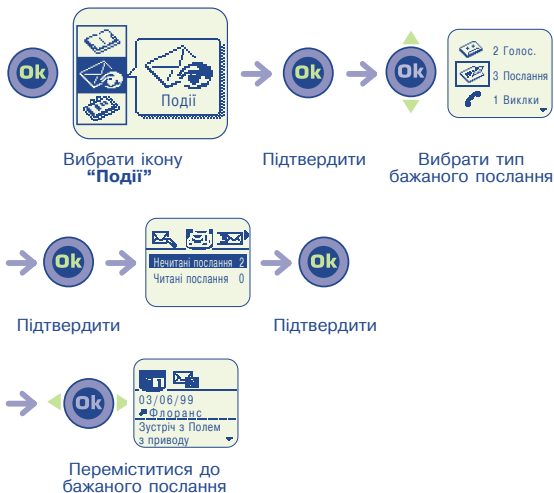 Ok
Події
Ok
Ok
2 Голос.
3 Послання
1 Виклки
Вибрати ікону
“Події”
Підтвердити
Вибрати тип
бажаного послання
Ok
Нечитані послання 2
Читані послання 0
Ok
Підтвердити
Підтвердити
Ok
03/06/99
Флоранс
Зустріч з Полем
з приводу
Переміститися до
бажаного послання